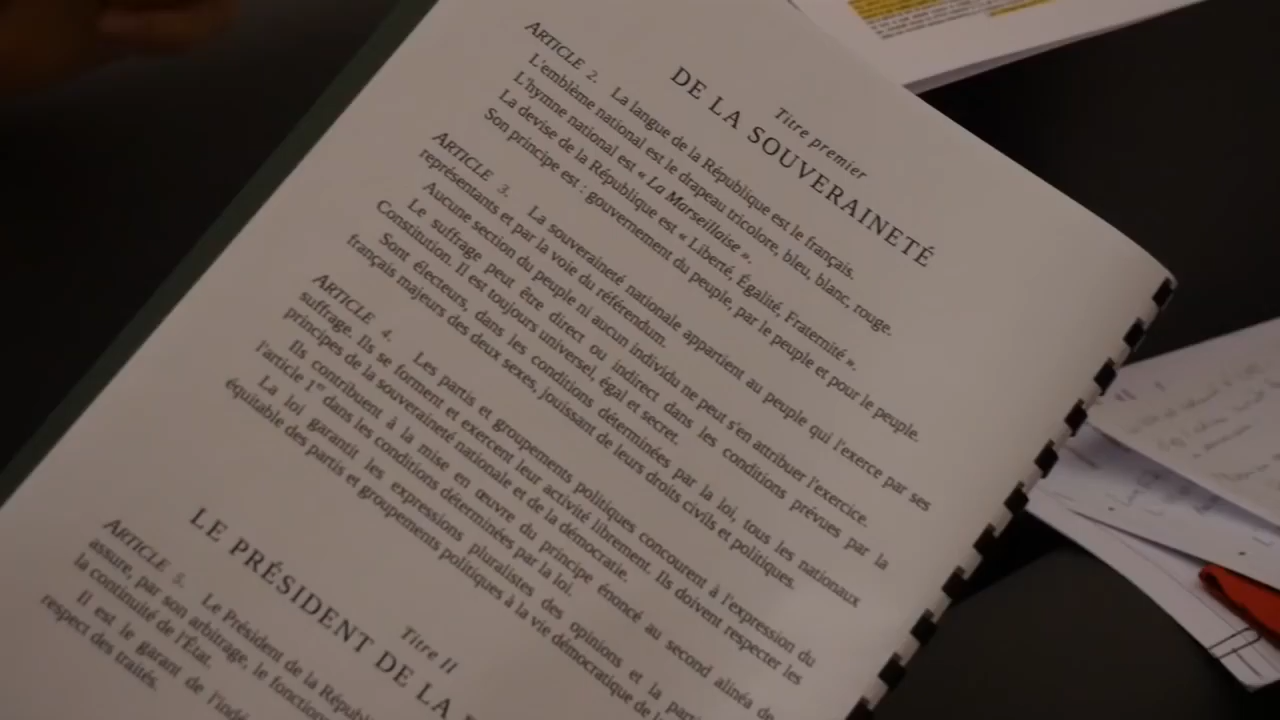 Titre premier
DE LA SOUVERAINETÉ
ARTICLE 2. La langue de la République est le français.
L'emblème national est le drapeau tricolore, bleu, blanc, rouge.
L'hymne national est « La Marseillaise ».
La devise de la République est « Liberté, Égalité, Fraternité ».
Son principe est : gouvernement du peuple, par le peuple et pour le peuple.
ARTICLE 3. La souveraineté nationale appartient au peuple qui l'exerce par ses
représentants et par la voie du référendum.
Aucune section du peuple ni aucun individu ne peut s'en attribuer l'exercice.
Le suffrage peut être direct ou indirect dans les conditions prévues par la
Constitution. Il est toujours universel, égal et secret.
Sont électeurs, dans les conditions déterminées par la loi, tous les nationaux
français majeurs des deux sexes, jouissant de leurs droits civils et politiques.
ARTICLE 4. Les partis et groupements politiques concourent à l'expression du
suffrage. Ils se forment et exercent leur activité librement. Ils doivent respecter les
principes de la souveraineté nationale et de la démocratie.
Ils contribuent à la mise en œuvre du principe énoncé au second alinéa de
l'article 1er dans les conditions déterminées par la loi.
La loi garantit les expressions pluralistes des opinions et la
équitable des partis et groupements politiques à la vie démocratique de
Titre II
LE PRÉSIDENT DE LA
ARTICLE 5. Le Président de la
assure, par son arbitrage, le
la continuité de l'État.
Il est le garant de
respect des traités.